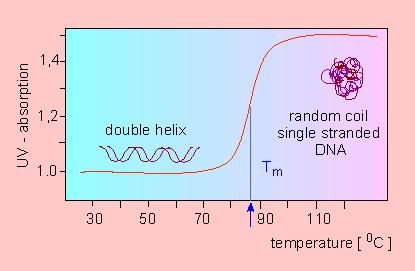 UV - absorption
1,4
1,2
1.0
double helix
random coil
single stranded
DNA
Tm
30 50 70 90 110
temperature [ ⁰C ]